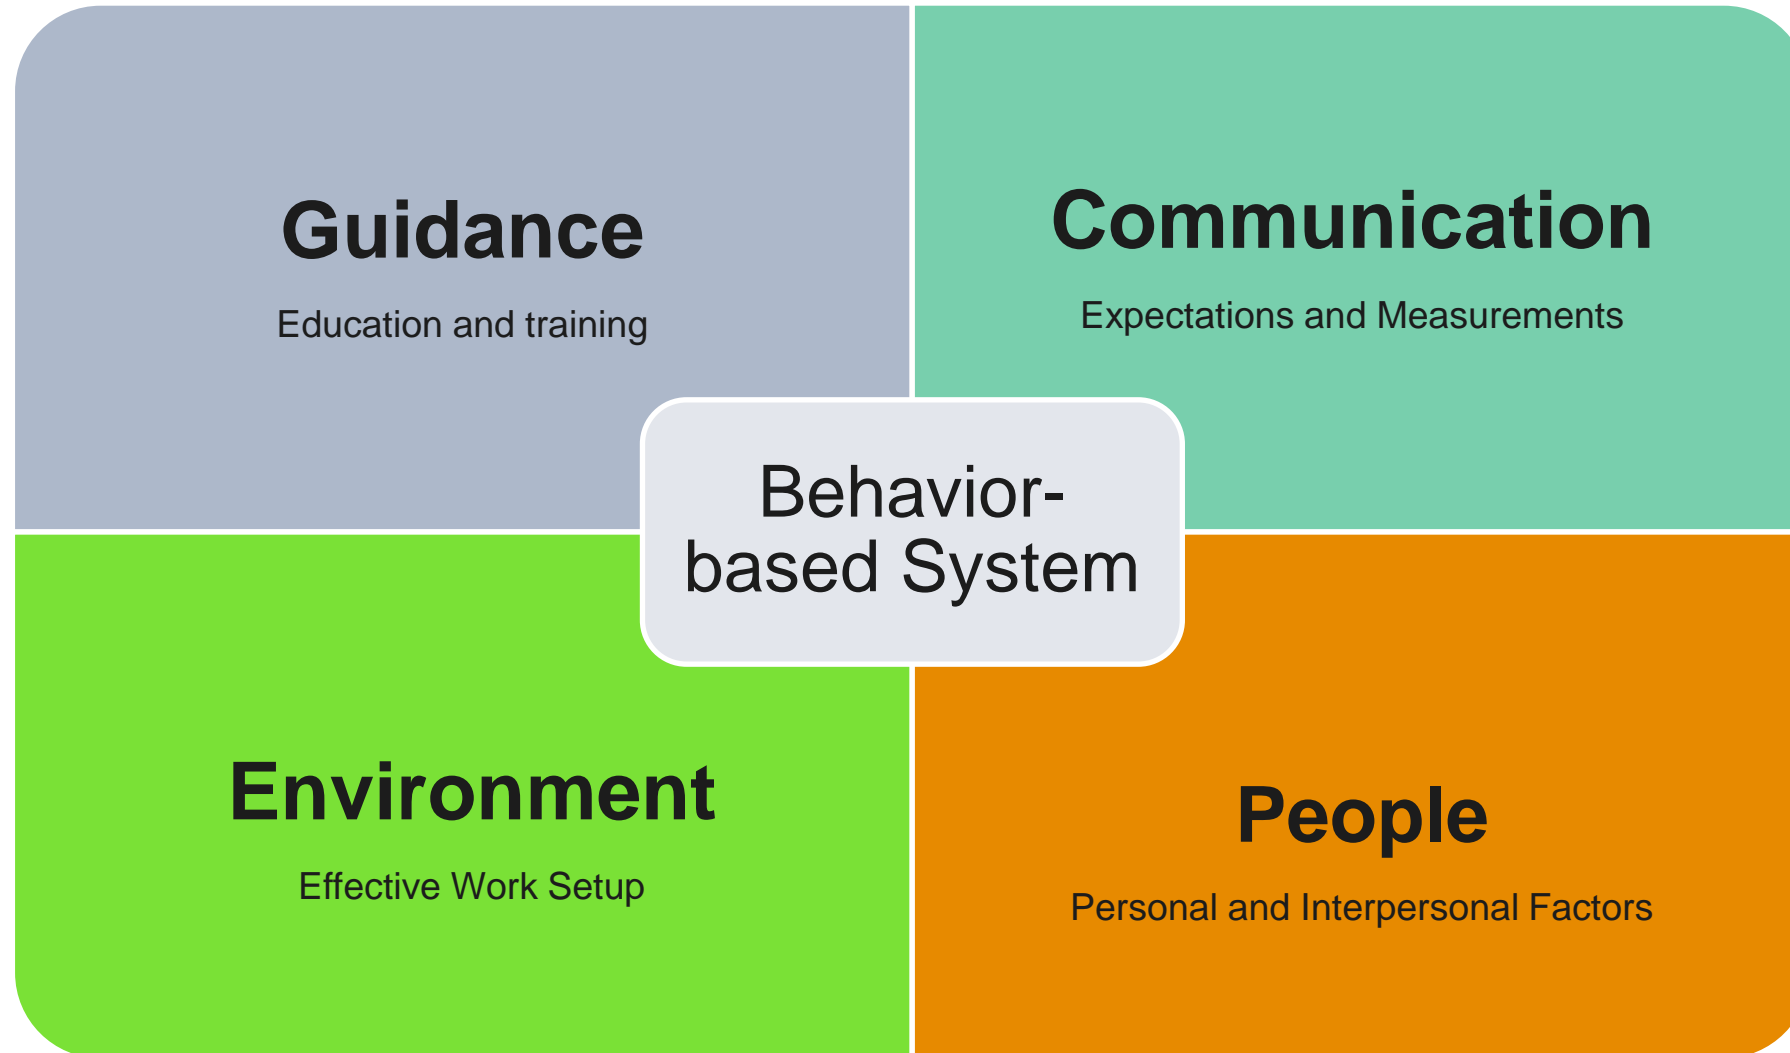 Guidance
Education and training
Communication
Expectations and Measurements
Behavior-
based System
Environment
Effective Work Setup
People
Personal and Interpersonal Factors